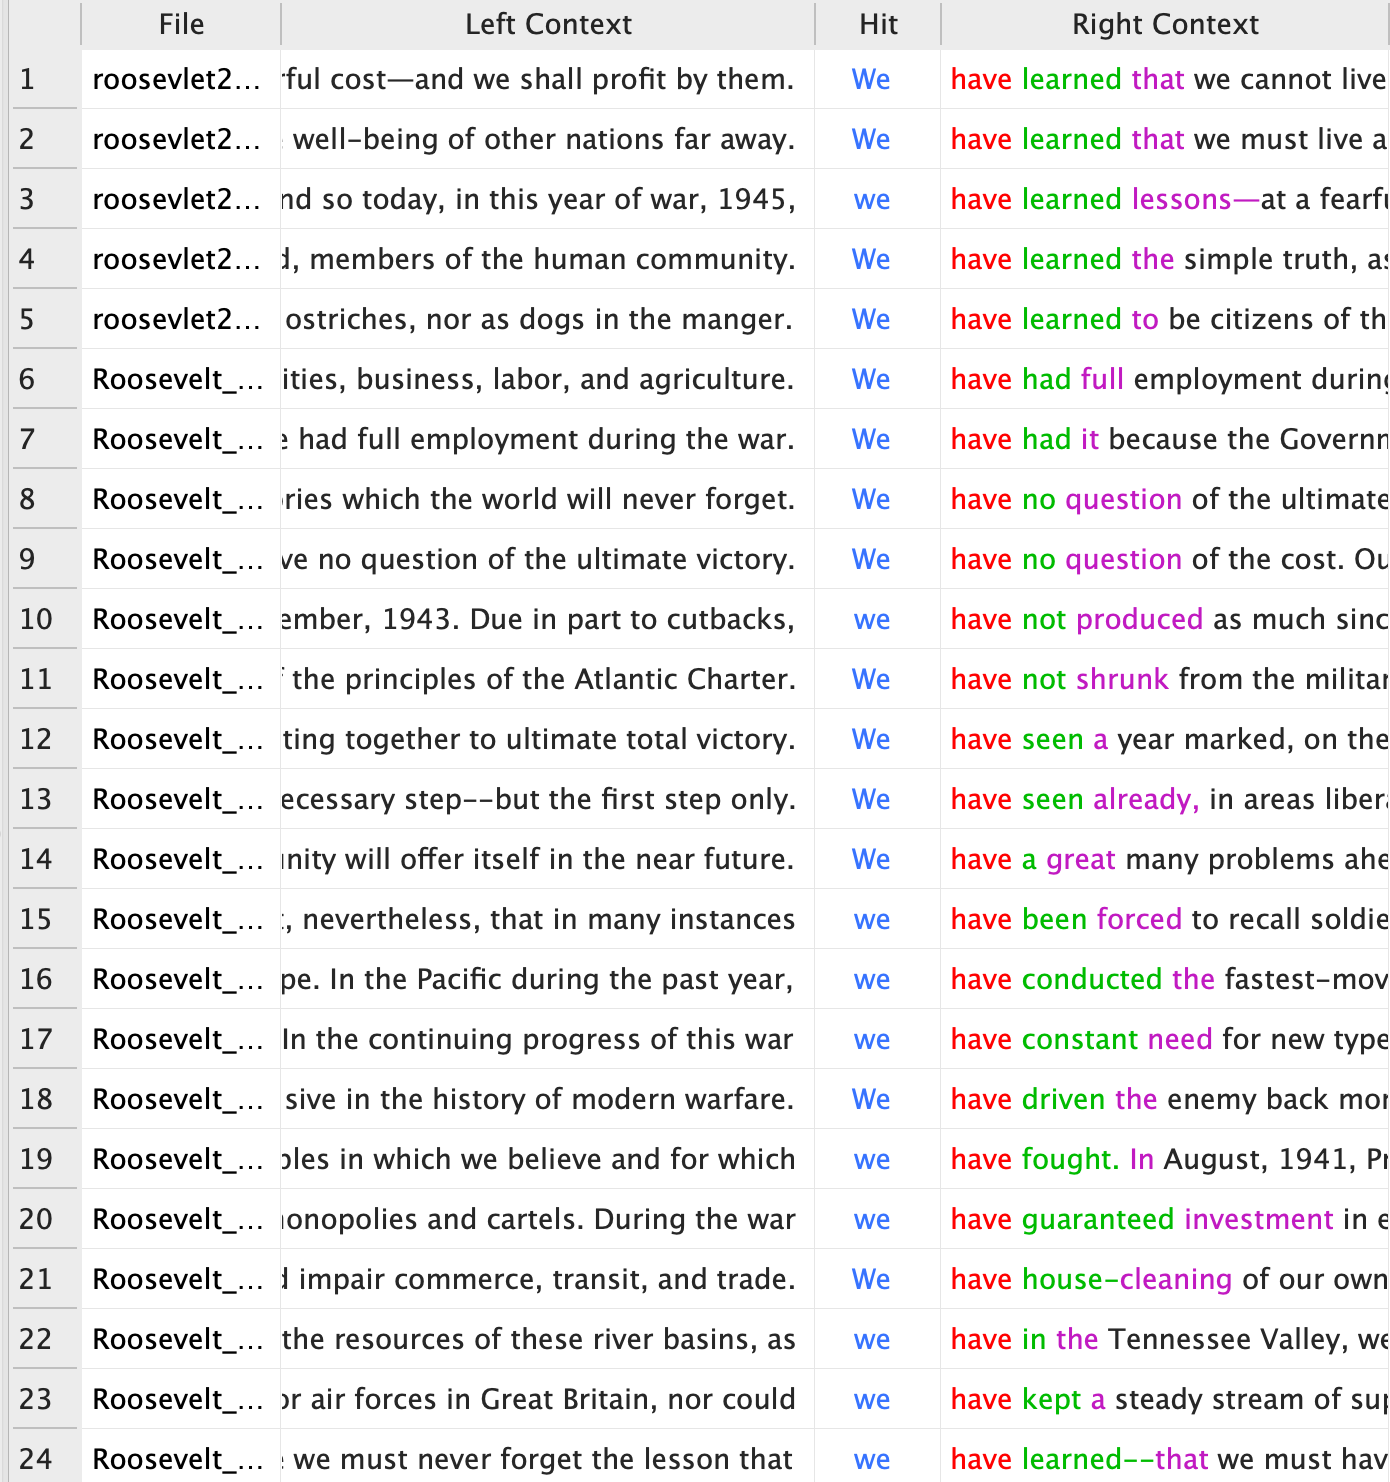 File Left Context Hit Right Context
1 roosevlet2... rful cost—and we shall profit by them. We have learned that we cannot live
2 roosevlet2... well-being of other nations far away. We have learned that we must live a
3 roosevlet2... nd so today, in this year of war, 1945, we have learned lessons—at a fearfu
4 roosevlet2... d, members of the human community. We have learned the simple truth, as
5 roosevlet2... ostriches, nor as dogs in the manger. We have learned to be citizens of th
6 Roosevelt_... ities, business, labor, and agriculture. We have had full employment during
7 Roosevelt_... e had full employment during the war. We have had it because the Governm
8 Roosevelt_... ories which the world will never forget. We have no question of the ultimate
9 Roosevelt_... ve no question of the ultimate victory. We have no question of the cost. Ou
10 Roosevelt_... ember, 1943. Due in part to cutbacks, we have not produced as much sinc
11 Roosevelt_... f the principles of the Atlantic Charter. We have not shrunk from the militar
12 Roosevelt_... ting together to ultimate total victory. We have seen a year marked, on the
13 Roosevelt_... ecessary step--but the first step only. We have seen already, in areas libera
14 Roosevelt_... unity will offer itself in the near future. We have a great many problems ahe
15 Roosevelt_... t, nevertheless, that in many instances we have been forced to recall soldie
16 Roosevelt_... pe. In the Pacific during the past year, we have conducted the fastest-mov
17 Roosevelt_... In the continuing progress of this war we have constant need for new type
18 Roosevelt_... sive in the history of modern warfare. We have driven the enemy back mor
19 Roosevelt_... ples in which we believe and for which we have fought. In August, 1941, Pr
20 Roosevelt_... nonopolies and cartels. During the war we have guaranteed investment in e
21 Roosevelt_... d impair commerce, transit, and trade. We have house-cleaning of our own
22 Roosevelt_... the resources of these river basins, as we have in the Tennessee Valley, we
23 Roosevelt_... or air forces in Great Britain, nor could we have kept a steady stream of sup
24 Roosevelt_... we must never forget the lesson that we have learned--that we must hav